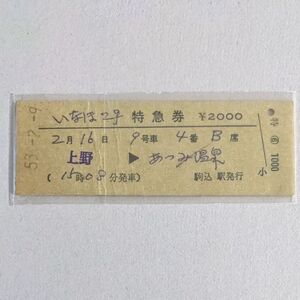 いなほ2号 特急券 ¥2000
2月16日 9号車 4番 B席
上野 ▶ あつみ温泉
(15時08分発車) 駒込駅発行
53.-2.-9
小
1000